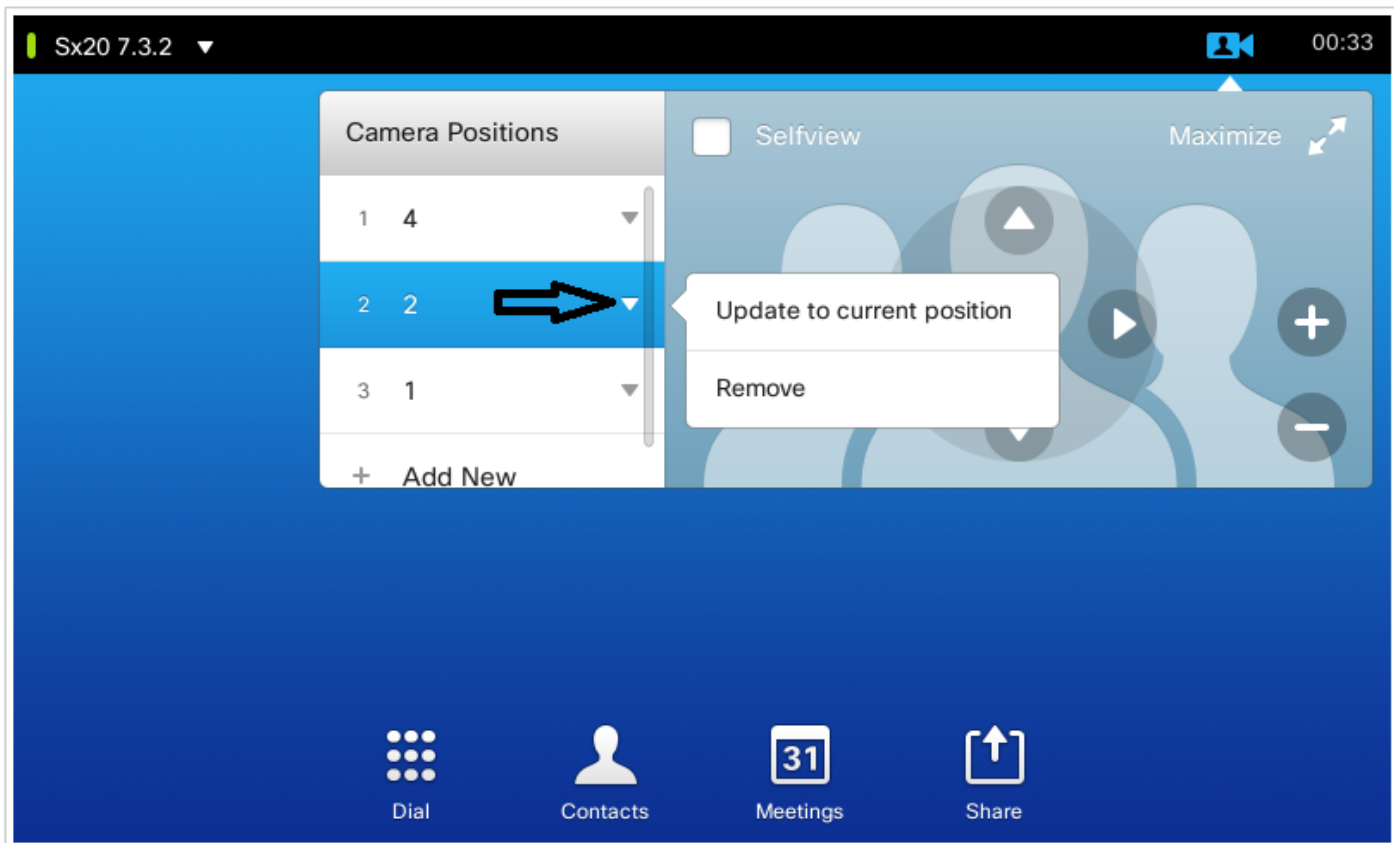 Sx20 7.3.2
00:33
Camera Positions
Selfview
Maximize
1 4
2 2
Update to current position
3 1
Remove
+ Add New
31
Dial
Contacts
Meetings
Share